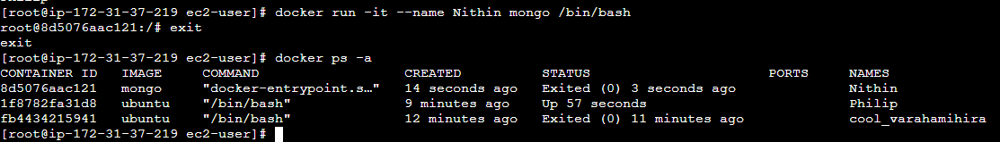 [root@ip-172-31-37-219 ec2-user]# docker run -it --name Nithin mongo /bin/bash
root@8d5076aac121:/# exit
exit
[root@ip-172-31-37-219 ec2-user]# docker ps -a
CONTAINER ID   IMAGE     COMMAND                  CREATED          STATUS                      PORTS     NAMES
8d5076aac121   mongo     "docker-entrypoint.s…"   14 seconds ago   Exited (0) 3 seconds ago              Nithin
1f8782fa31d8   ubuntu    "/bin/bash"              9 minutes ago    Up 57 seconds                         Philip
fb4434215941   ubuntu    "/bin/bash"              12 minutes ago   Exited (0) 11 minutes ago             cool_varahamihira
[root@ip-172-31-37-219 ec2-user]#